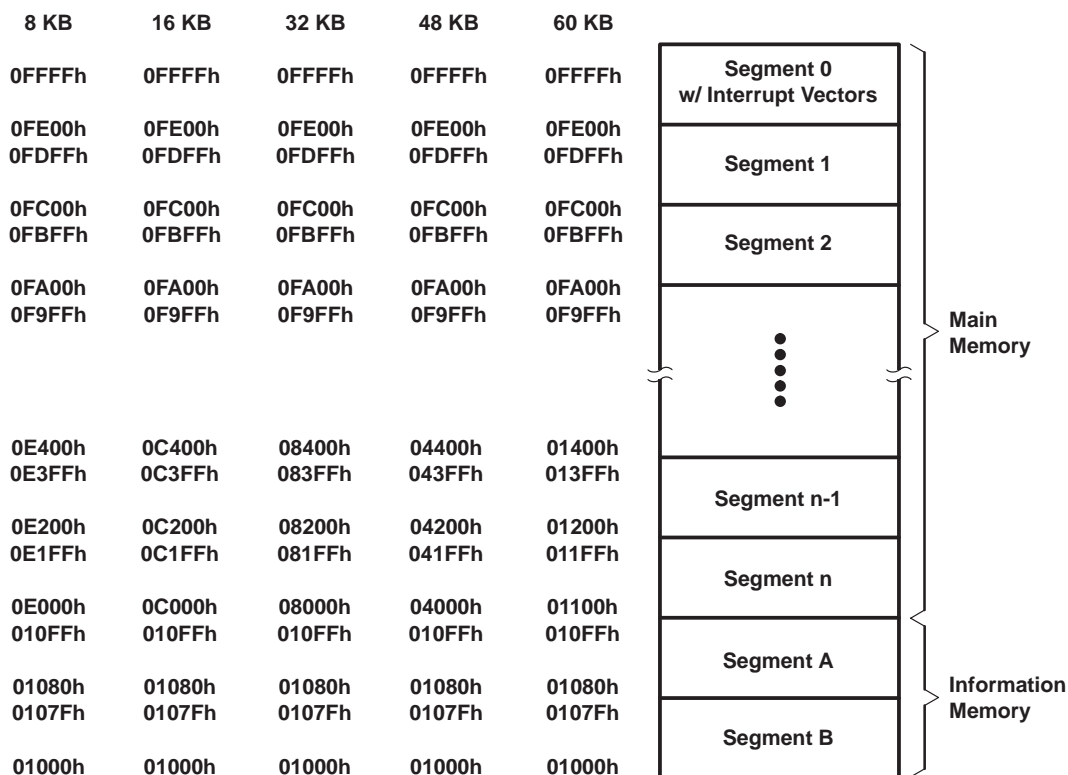 8 KB 16 KB 32 KB 48 KB 60 KB
0FFFFh 0FFFFh 0FFFFh 0FFFFh 0FFFFh
Segment 0
w/ Interrupt Vectors
0FE00h 0FE00h 0FE00h 0FE00h 0FE00h
0FDFFh 0FDFFh 0FDFFh 0FDFFh 0FDFFh
Segment 1
0FC00h 0FC00h 0FC00h 0FC00h 0FC00h
0FBFFh 0FBFFh 0FBFFh 0FBFFh 0FBFFh
Segment 2
0FA00h 0FA00h 0FA00h 0FA00h 0FA00h
0F9FFh 0F9FFh 0F9FFh 0F9FFh 0F9FFh
Main
Memory
0E400h 0C400h 08400h 04400h 01400h
0E3FFh 0C3FFh 083FFh 043FFh 013FFh
Segment n-1
0E200h 0C200h 08200h 04200h 01200h
0E1FFh 0C1FFh 081FFh 041FFh 011FFh
Segment n
0E000h 0C000h 08000h 04000h 01100h
010FFh 010FFh 010FFh 010FFh 010FFh
Segment A
01080h 01080h 01080h 01080h 01080h
0107Fh 0107Fh 0107Fh 0107Fh 0107Fh
Information
Memory
Segment B
01000h 01000h 01000h 01000h 01000h